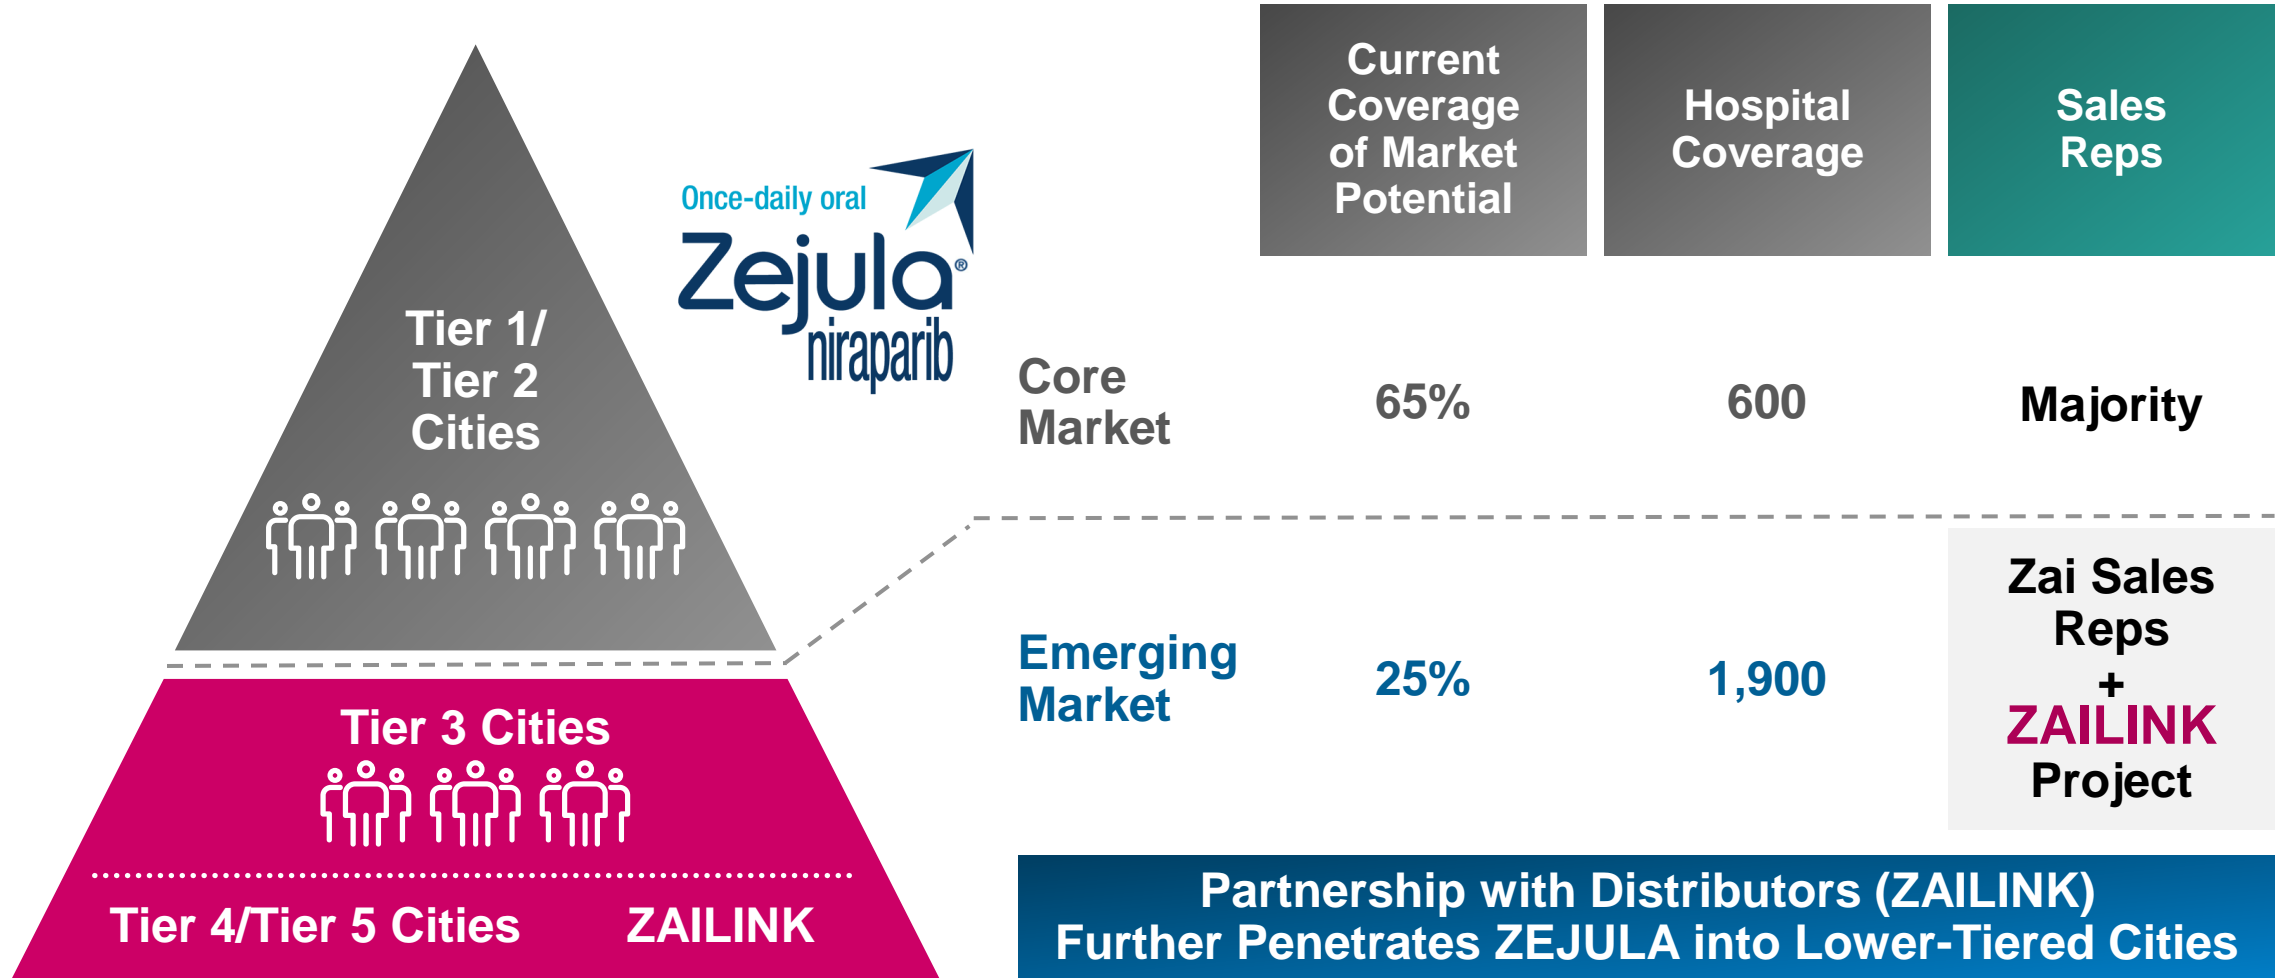 Current
Coverage
of Market
Potential
Hospital
Coverage
Sales
Reps
Once-daily oral
Zejula®
niraparib
Tier 1/
Tier 2
Cities
Core
Market
65%
600
Majority
Emerging
Market
25%
1,900
Zai Sales
Reps
+
ZAILINK
Project
Tier 3 Cities
Tier 4/Tier 5 Cities ZAILINK
Partnership with Distributors (ZAILINK)
Further Penetrates ZEJULA into Lower-Tiered Cities